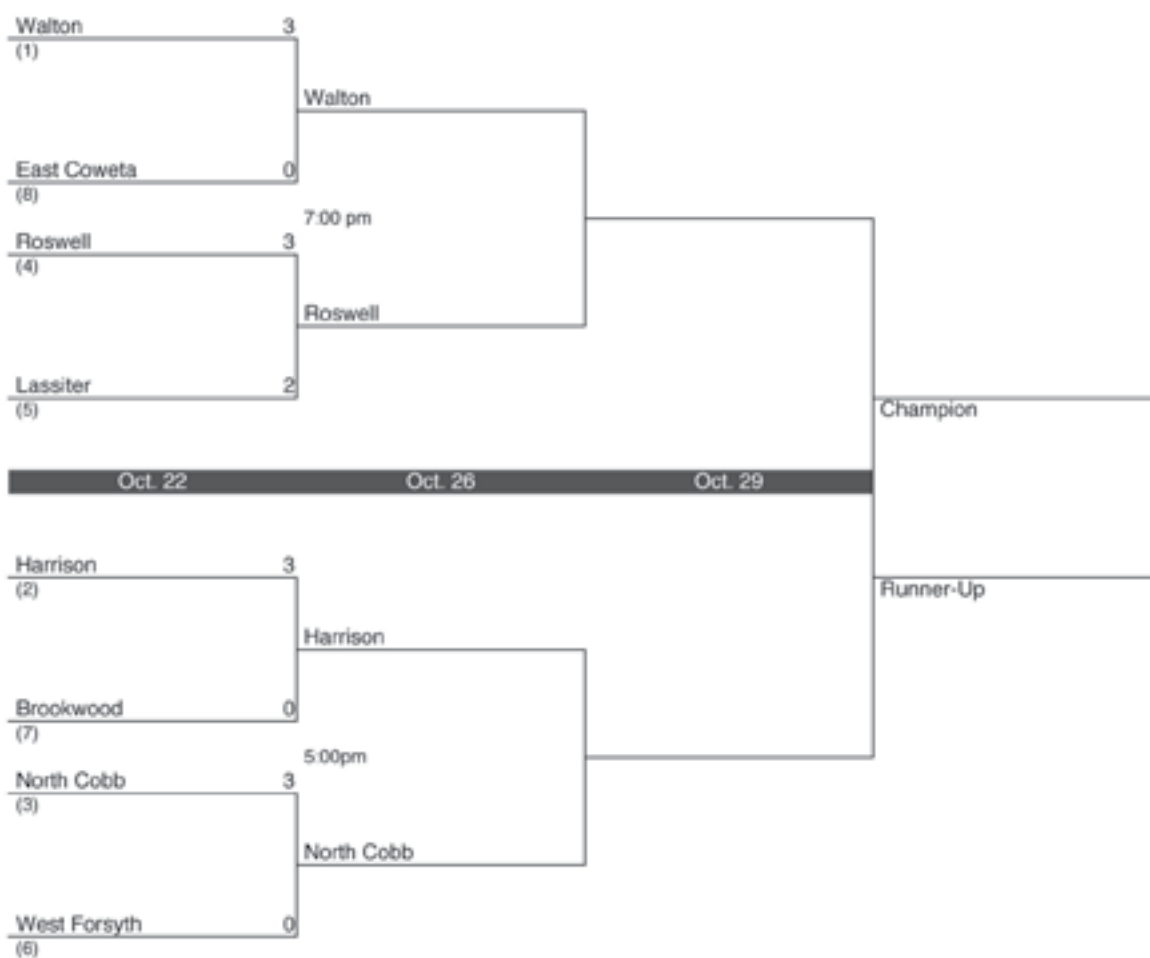 Walton 3
(1)
Walton
East Coweta 0
(8)
7:00 pm
Roswell 3
(4)
Roswell
Lassiter 2
(5)
Champion
Oct. 22 Oct. 26 Oct. 29
Harrison 3
(2)
Runner-Up
Harrison
Brookwood 0
(7)
5:00pm
North Cobb 3
(3)
North Cobb
West Forsyth 0
(6)